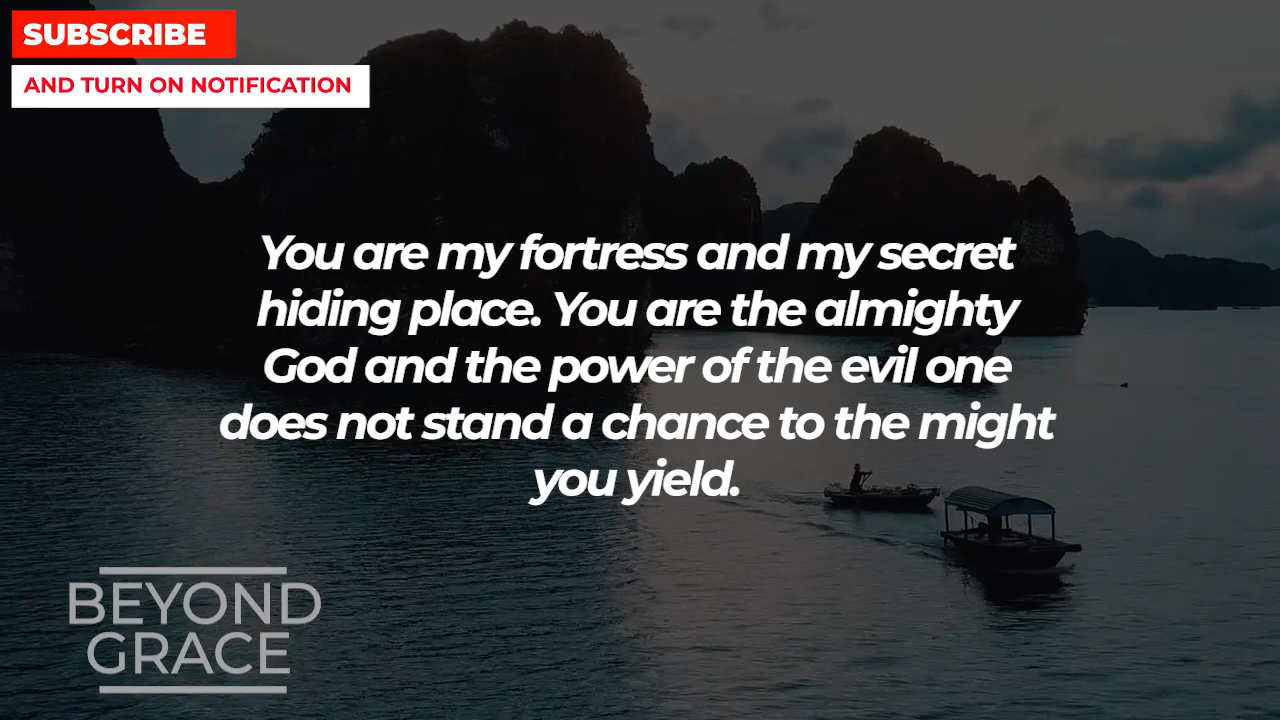 SUBSCRIBE
AND TURN ON NOTIFICATION
You are my fortress and my secret
hiding place. You are the almighty
God and the power of the evil one
does not stand a chance to the might
you yield.
BEYOND
GRACE